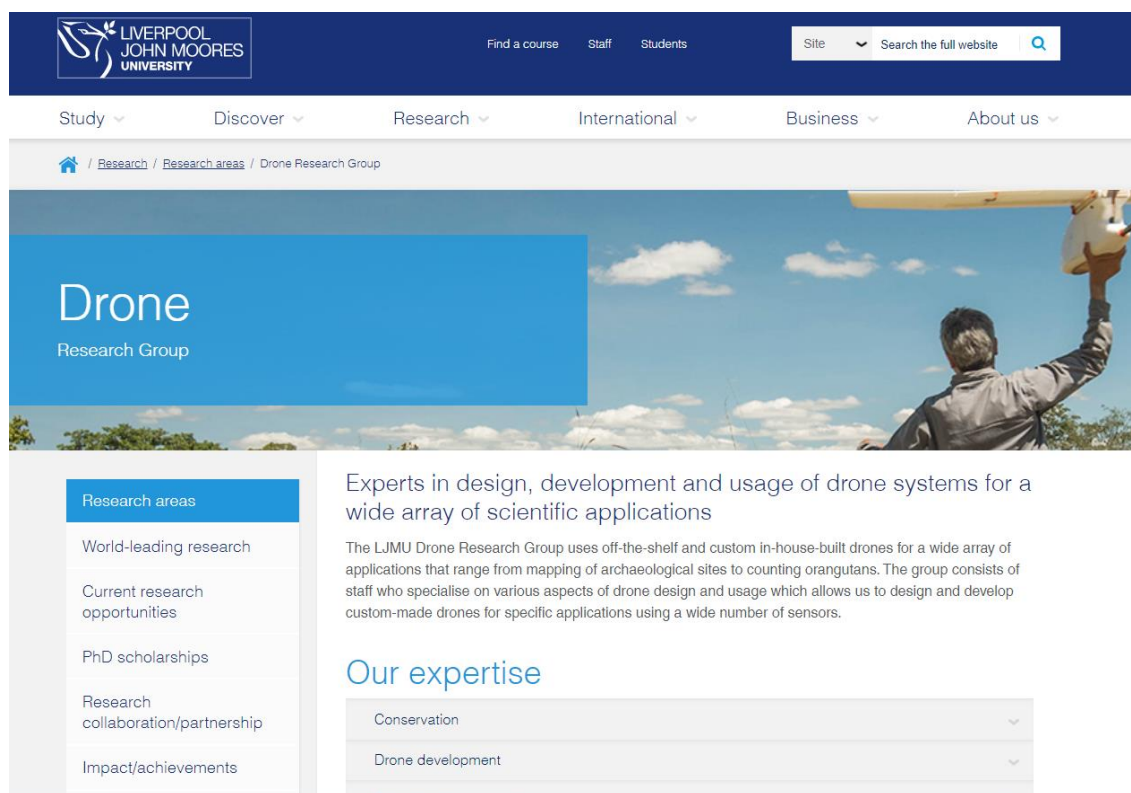 LIVERPOOL
JOHN MOORES
UNIVERSITY
Find a course Staff Students
Site Search the full website
Study Discover Research International Business About us
/ Research / Research areas / Drone Research Group
Drone
Research Group
Research areas
World-leading research
Current research
opportunities
PhD scholarships
Research
collaboration/partnership
Impact/achievements
Experts in design, development and usage of drone systems for a
wide array of scientific applications
The LJMU Drone Research Group uses off-the-shelf and custom in-house-built drones for a wide array of
applications that range from mapping of archaeological sites to counting orangutans. The group consists of
staff who specialise on various aspects of drone design and usage which allows us to design and develop
custom-made drones for specific applications using a wide number of sensors.
Our expertise
Conservation
Drone development